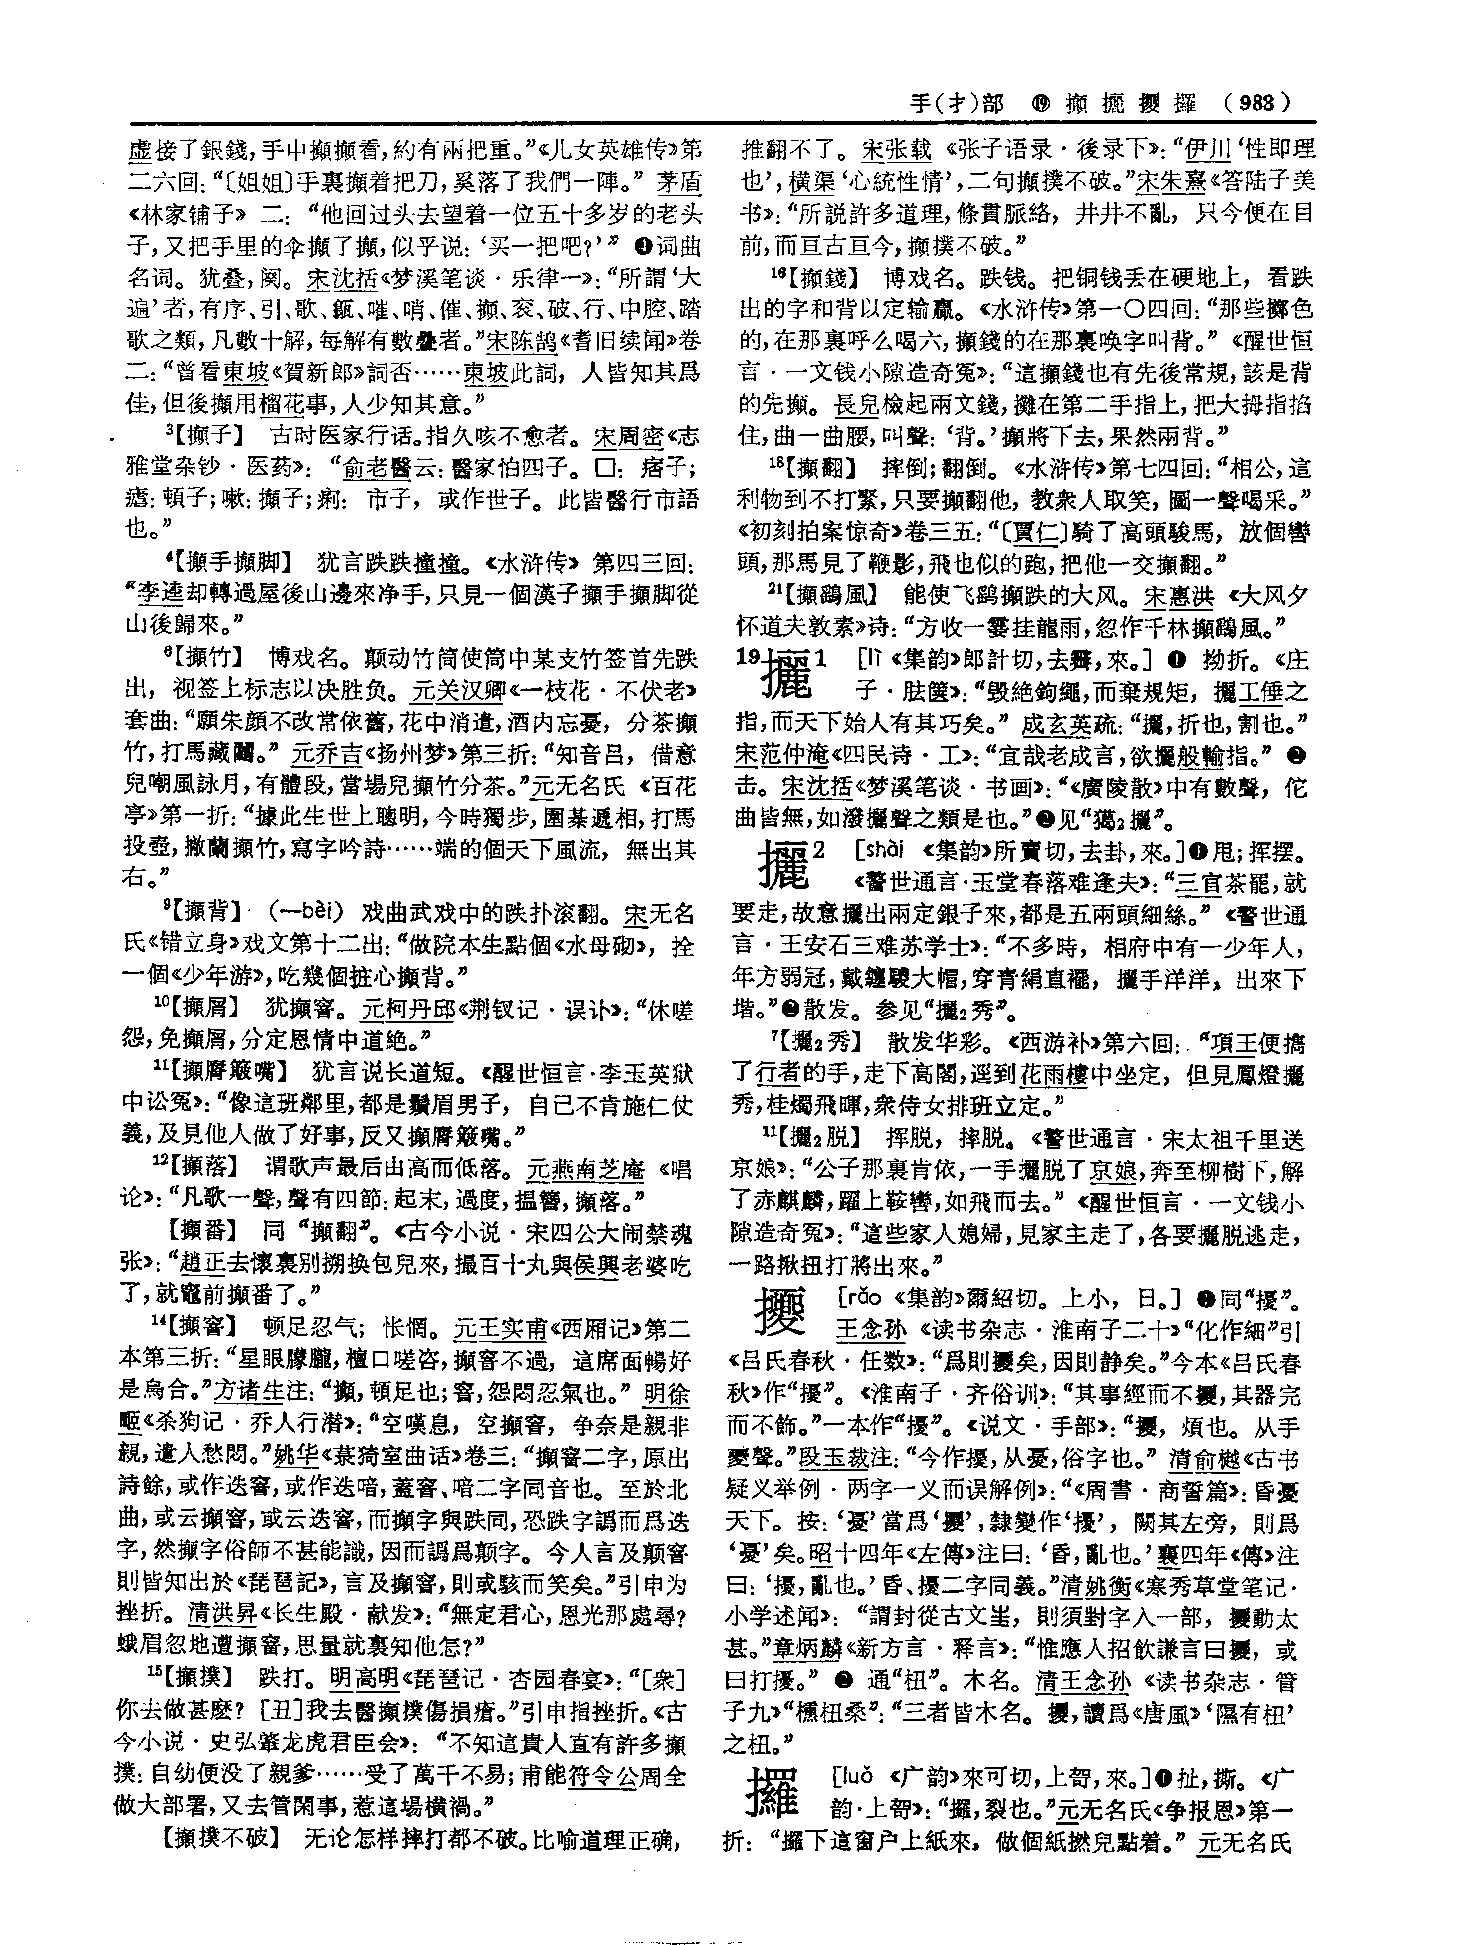 手(扌)部 ⑲ 攧 攦 㹛 攞 (983)
虚接了銀錢,手中攧攧看,約有兩把重。”《儿女英雄传》第
二六回:“〔姐姐〕手裏攧着把刀,奚落了我們一陣。” 茅盾
《林家铺子》 二: “他回过头去望着一位五十多岁的老头
子,又把手里的伞攧了攧,似乎说: ‘买一把吧?’” ❸词曲
名词。犹叠,阕。宋沈括《梦溪笔谈·乐律一》:“所謂‘大
遍’者,有序、引、歌、㽃、嗺、哨、催、攧、衮、破、行、中腔、踏
歌之類,凡數十解,每解有數疊者。”宋陈鹄《耆旧续闻》卷
二:“曾看東坡《賀新郎》詞否……東坡此詞, 人皆知其爲
佳,但後攧用榴花事,人少知其意。”
³【攧子】 古时医家行话。指久咳不愈者。宋周密《志
雅堂杂钞·医药》: “俞老醫云:醫家怕四子。囗: 痞子;
瘧:頓子;嗽:攧子;痢: 市子, 或作世子。此皆醫行市語
也。”
⁴【攧手攧脚】 犹言跌跌撞撞。《水浒传》 第四三回:
“李逵却轉過屋後山邊來净手,只見一個漢子攧手攧脚從
山後歸來。”
⁶【攧竹】 博戏名。颠动竹筒使筒中某支竹签首先跌
出, 视签上标志以决胜负。元关汉卿《一枝花·不伏老》
套曲:“願朱顔不改常依舊,花中消遣,酒内忘憂, 分茶攧
竹,打馬藏鬮。” 元乔吉《扬州梦》第三折:“知音吕, 借意
兒嘲風詠月,有體段,當場兒攧竹分茶。”元无名氏《百花
亭》第一折:“據此生世上聰明,今時獨步,圍棊遞相,打馬
投壺,撇蘭攧竹,寫字吟詩……端的個天下風流, 無出其
右。”
⁹【攧背】 (—bèi) 戏曲武戏中的跌扑滚翻。宋无名
氏《错立身》戏文第十二出:“做院本生點個《水母砌》, 拴
一個《少年游》,吃幾個㧜心攧背。”
¹⁰【攧屑】 犹攧窨。元柯丹邱《荆钗记·误讣》:“休嗟
怨,免攧屑,分定恩情中道絶。”
¹¹【攧脣簸嘴】 犹言说长道短。《醒世恒言·李玉英狱
中讼冤》:“像這班鄰里,都是鬚眉男子, 自己不肯施仁仗
義,及見他人做了好事,反又攧脣簸嘴。”
¹²【攧落】 谓歌声最后由高而低落。元燕南芝庵《唱
论》:“凡歌一聲,聲有四節:起末,過度,揾簪,攧落。”
【攧番】 同 “攧翻”。《古今小说·宋四公大闹禁魂
张》:“趙正去懷裏别搠换包兒來,撮百十丸與侯興老婆吃
了,就竈前攧番了。”
¹⁴【攧窨】 顿足忍气; 怅惘。元王实甫《西厢记》第二
本第三折:“星眼朦朧,檀口嗟咨,攧窨不過, 這席面暢好
是烏合。”方诸生注:“攧,頓足也;窨,怨悶忍氣也。” 明徐
㽥《杀狗记·乔人行潜》:“空嘆息, 空攧窨, 争奈是親非
親,遣人愁悶。”姚华《菉猗室曲话》卷三:“攧窨二字,原出
詩餘,或作迭窨,或作迭喑,蓋窨、喑二字同音也。至於北
曲,或云攧窨,或云迭窨,而攧字與跌同,恐跌字譌而爲迭
字,然攧字俗師不甚能識,因而譌爲颠字。今人言及颠窨
則皆知出於《琵琶記》,言及攧窨,則或駭而笑矣。”引申为
挫折。清洪昇《长生殿·献发》:“無定君心,恩光那處尋?
蛾眉忽地遭攧窨,思量就裏知他怎?”
¹⁵【攧撲】 跌打。明高明《琵琶记·杏园春宴》:“[衆]
你去做甚麽? [丑]我去醫攧撲傷損瘡。”引申指挫折。《古
今小说·史弘肇龙虎君臣会》: “不知這貴人直有許多攧
撲:自幼便没了親爹……受了萬千不易;甫能符令公周全
做大部署,又去管閑事,惹這場横禍。”
【攧撲不破】 无论怎样摔打都不破。比喻道理正确,
推翻不了。宋张载《张子语录·後录下》:“伊川‘性即理
也’,横渠‘心統性情’,二句攧撲不破。”宋朱熹《答陆子美
书》:“所説許多道理,條貫脈絡, 井井不亂, 只今便在目
前,而亘古亘今,攧撲不破。”
¹⁶【攧錢】 博戏名。跌钱。把铜钱丢在硬地上, 看跌
出的字和背以定输赢。《水浒传》第一〇四回:“那些擲色
的,在那裏呼么喝六,攧錢的在那裏唤字叫背。” 《醒世恒
言·一文钱小隙造奇冤》:“這攧錢也有先後常規,該是背
的先攧。長兒檢起兩文錢,攤在第二手指上,把大拇指掐
住,曲一曲腰,叫聲: ‘背。’攧將下去,果然兩背。”
¹⁸【攧翻】 摔倒;翻倒。《水浒传》第七四回:“相公,這
利物到不打緊,只要攧翻他, 教衆人取笑, 圖一聲喝采。”
《初刻拍案惊奇》卷三五:“〔賈仁〕騎了高頭駿馬, 放個轡
頭,那馬見了鞭影,飛也似的跑,把他一交攧翻。”
²¹【攧鷂風】 能使飞鹞攧跌的大风。宋惠洪《大风夕
怀道夫敦素》诗:“方收一霎挂龍雨,忽作千林攧鷂風。”
19攦1 [lì《集韵》郎計切,去霽,來。] ❶ 拗折。《庄
子·胠箧》:“毀絶鉤繩,而棄規矩, 攦工倕之
指,而天下始人有其巧矣。” 成玄英疏:“攦,折也,割也。”
宋范仲淹《四民诗·工》:“宜哉老成言,欲攦般輸指。” ❷
击。宋沈括《梦溪笔谈·书画》:“《廣陵散》中有數聲, 佗
曲皆無,如潑攦聲之類是也。”❸见“㩇₂攦”。
攦2 [shài 《集韵》所賣切,去卦,來。]❶甩;挥摆。
《警世通言·玉堂春落难逢夫》:“三官茶罷,就
要走,故意攦出兩定銀子來,都是五兩頭細絲。” 《警世通
言·王安石三难苏学士》:“不多時, 相府中有一少年人,
年方弱冠,戴纏騣大帽,穿青絹直襬, 攦手洋洋, 出來下
堦。”❷散发。参见“攦₂秀”。
⁷【攦₂秀】 散发华彩。《西游补》第六回: “項王便擕
了行者的手,走下高閣,逕到花雨樓中坐定, 但見鳳燈攦
秀,桂燭飛暉,衆侍女排班立定。”
¹¹【攦₂脱】 挥脱, 摔脱。《警世通言·宋太祖千里送
京娘》:“公子那裏肯依,一手攦脱了京娘,奔至柳樹下,解
了赤麒麟,躍上鞍轡,如飛而去。” 《醒世恒言·一文钱小
隙造奇冤》:“這些家人媳婦,見家主走了,各要攦脱逃走,
一路揪扭打將出來。”
㹛 [rǎo 《集韵》爾紹切。上小, 日。] ❶同“擾”。
王念孙《读书杂志·淮南子二十》“化作细”引
《吕氏春秋·任数》:“爲則㹛矣,因則静矣。”今本《吕氏春
秋》作“擾”。《淮南子·齐俗训》:“其事經而不㹛,其器完
而不飾。”一本作“擾”。《说文·手部》:“㹛, 煩也。从手
夒聲。”段玉裁注:“今作擾,从憂,俗字也。” 清俞樾《古书
疑义举例·两字一义而误解例》:“《周書·商誓篇》:昏憂
天下。按:‘憂’當爲‘㹛’,隸變作‘擾’, 闕其左旁, 則爲
‘憂’矣。昭十四年《左傳》注曰:‘昏,亂也。’襄四年《傳》注
曰:‘擾,亂也。’昏、擾二字同義。”清姚衡《寒秀草堂笔记·
小学述闻》: “謂封從古文㞷, 則須對字入一部, 㹛動太
甚。”章炳麟《新方言·释言》:“惟應人招飲謙言曰㹛, 或
曰打擾。” ❷ 通“杻”。木名。清王念孙《读书杂志·管
子九》“櫄杻桑”:“三者皆木名。㹛,讀爲《唐風》‘隰有杻’
之杻。”
攞 [luǒ 《广韵》來可切,上哿,來。]❶扯,撕。《广
韵·上哿》:“攞,裂也。”元无名氏《争报恩》第一
折: “攞下這窗户上紙來, 做個紙撚兒點着。” 元无名氏